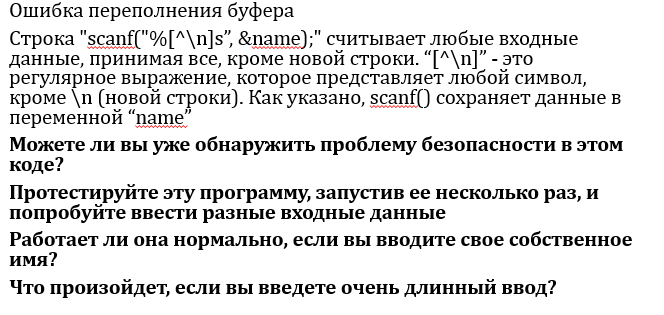 Ошибка переполнения буфера
Строка "scanf("%[^\n]s”, &name);" считывает любые входные
данные, принимая все, кроме новой строки. “[^\n]” - это
регулярное выражение, которое представляет любой символ,
кроме \n (новой строки). Как указано, scanf() сохраняет данные в
переменной “name”
Можете ли вы уже обнаружить проблему безопасности в этом
коде?
Протестируйте эту программу, запустив ее несколько раз, и
попробуйте ввести разные входные данные
Работает ли она нормально, если вы вводите свое собственное
имя?
Что произойдет, если вы введете очень длинный ввод?